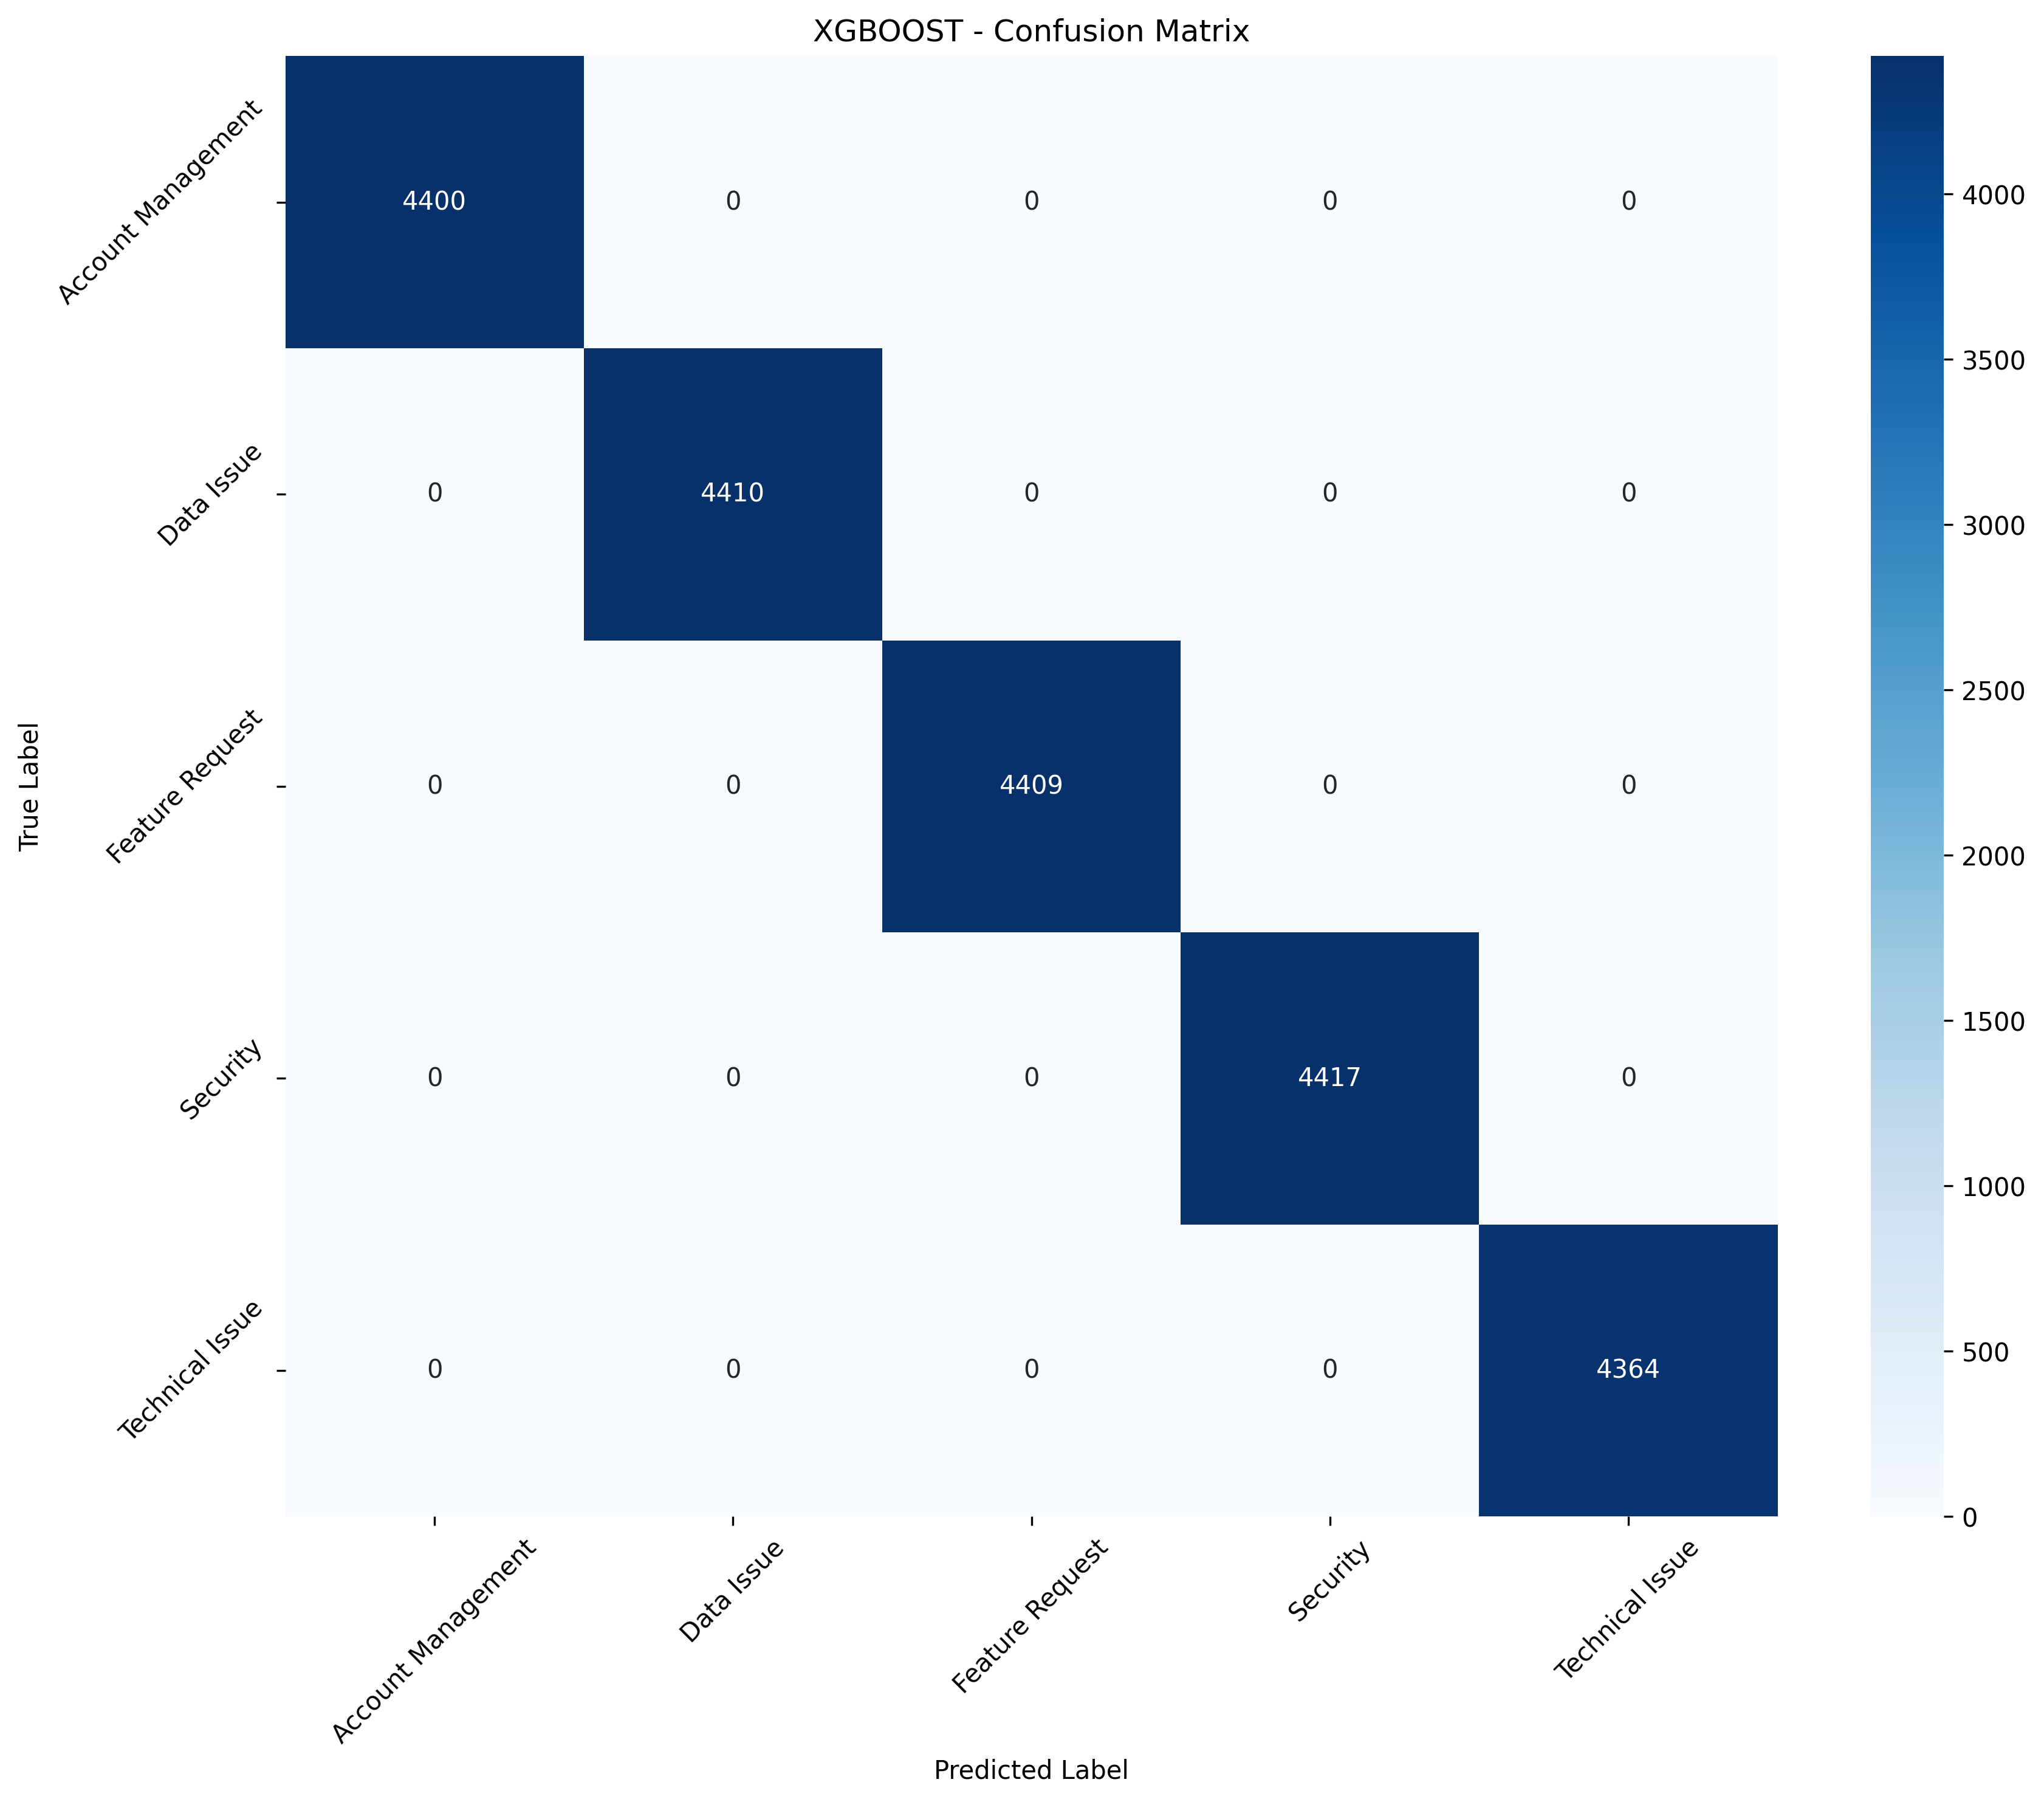 XGBOOST - Confusion Matrix
True Label
Account Management
4400 0 0 0 0
Data Issue
0 4410 0 0 0
Feature Request
0 0 4409 0 0
Security
0 0 0 4417 0
Technical Issue
0 0 0 0 4364
Account Management
Data Issue
Feature Request
Security
Technical Issue
Predicted Label
4000
3500
3000
2500
2000
1500
1000
500
0